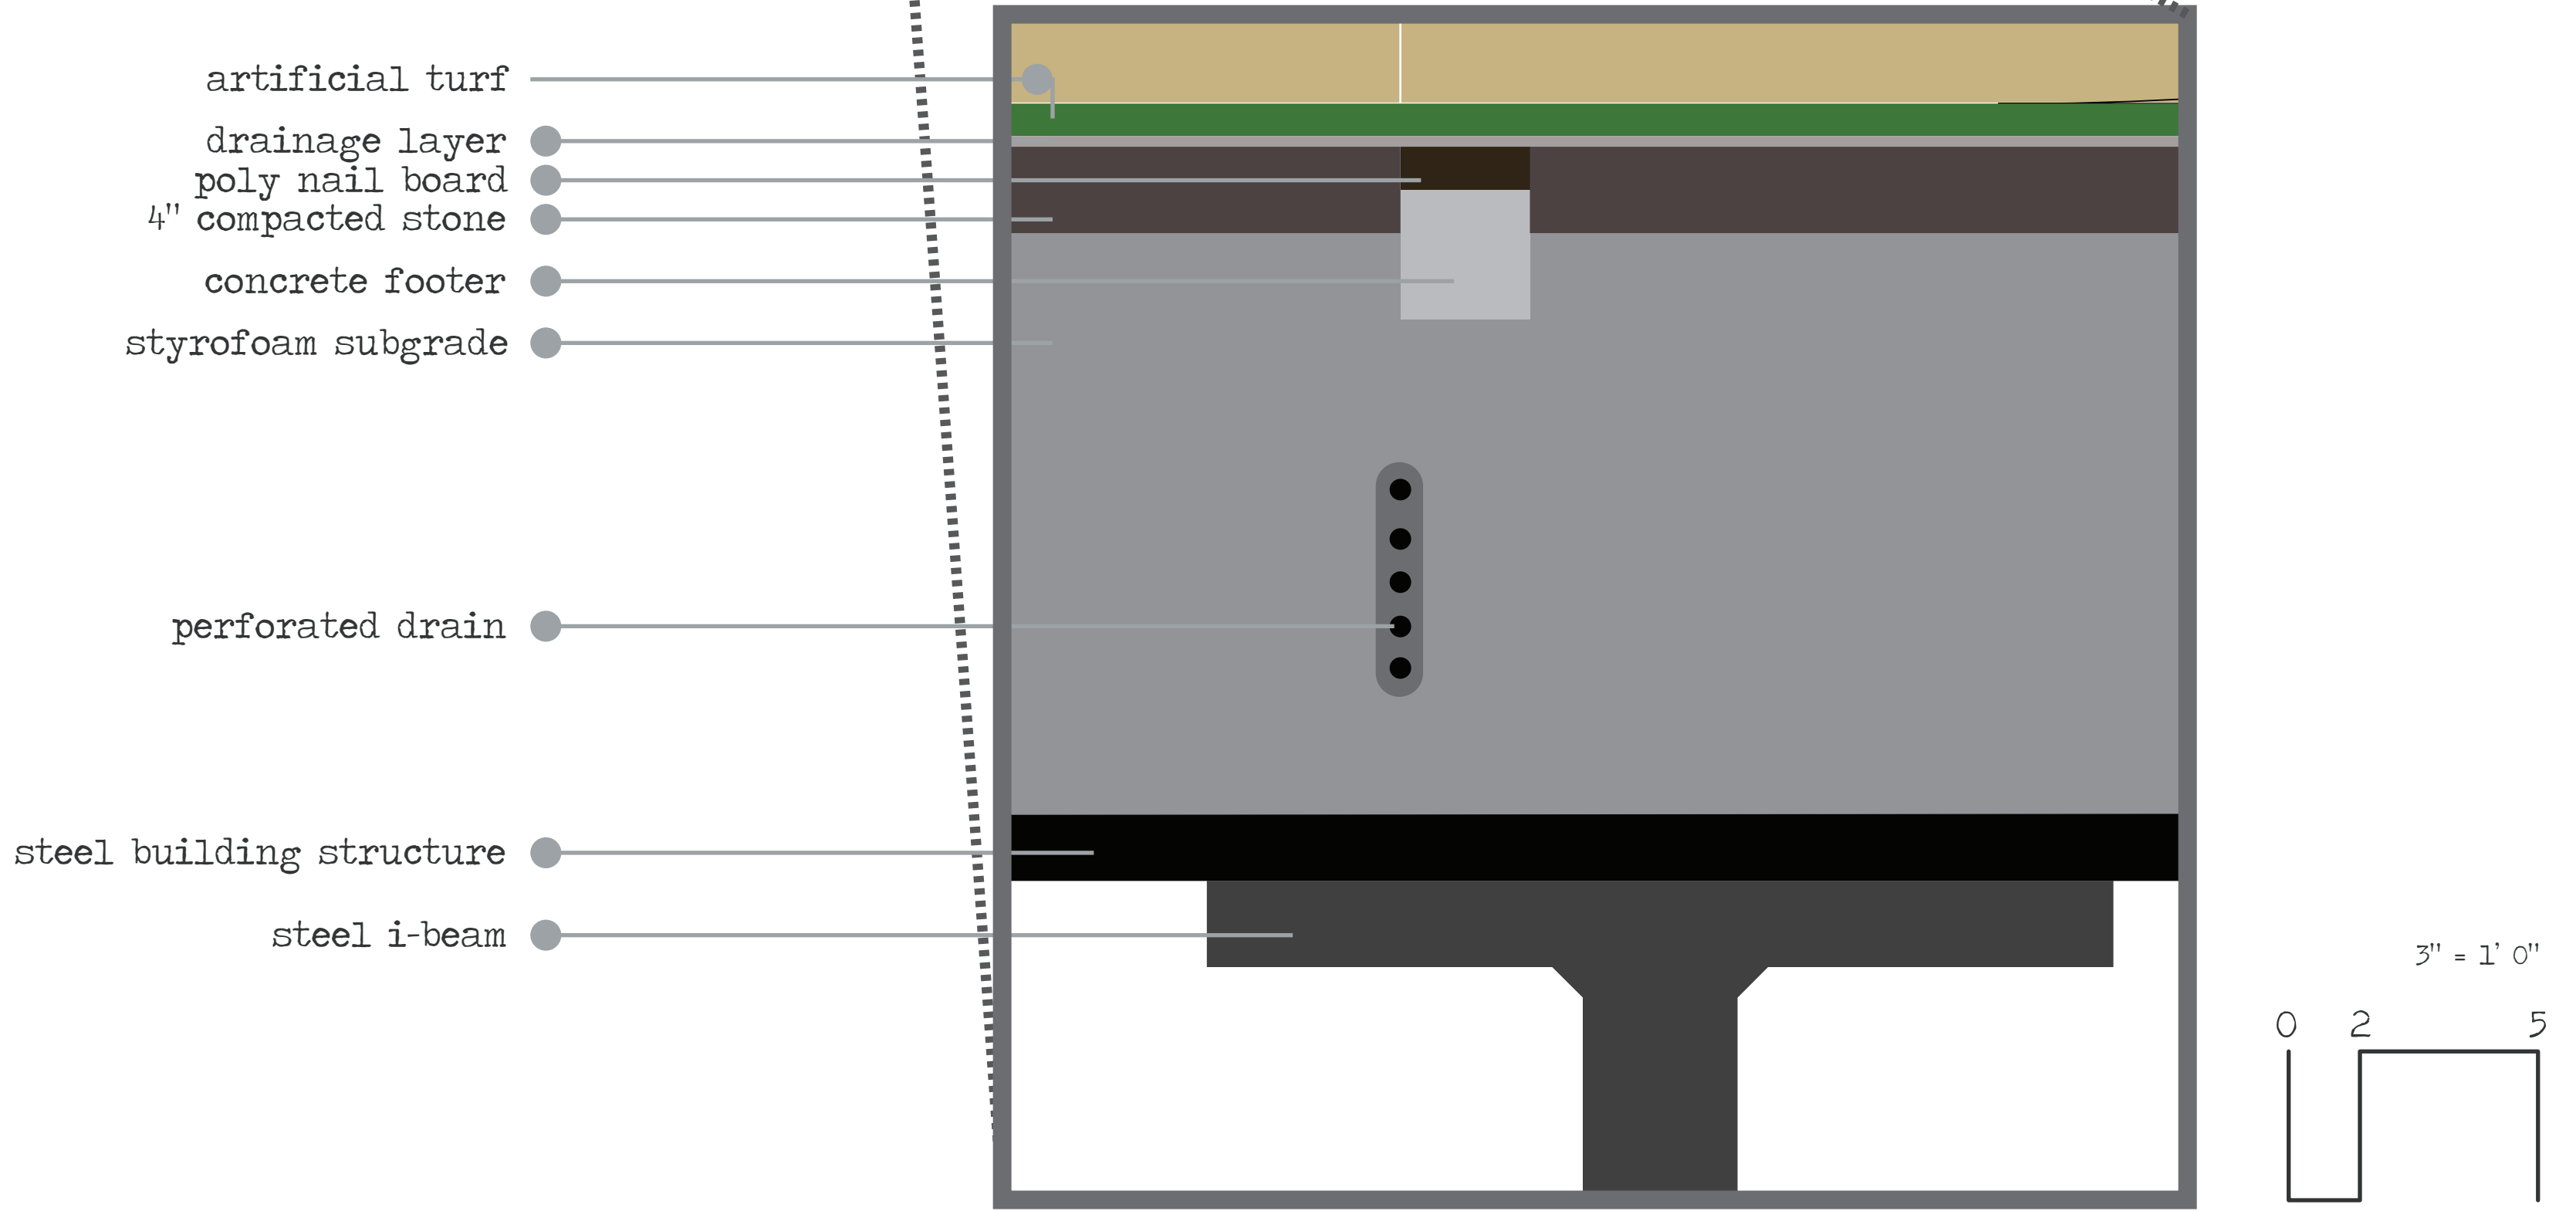 artificial turf
drainage layer
poly nail board
4" compacted stone
concrete footer
styrofoam subgrade
perforated drain
steel building structure
steel i-beam
3" = 1' 0"
0 2 5